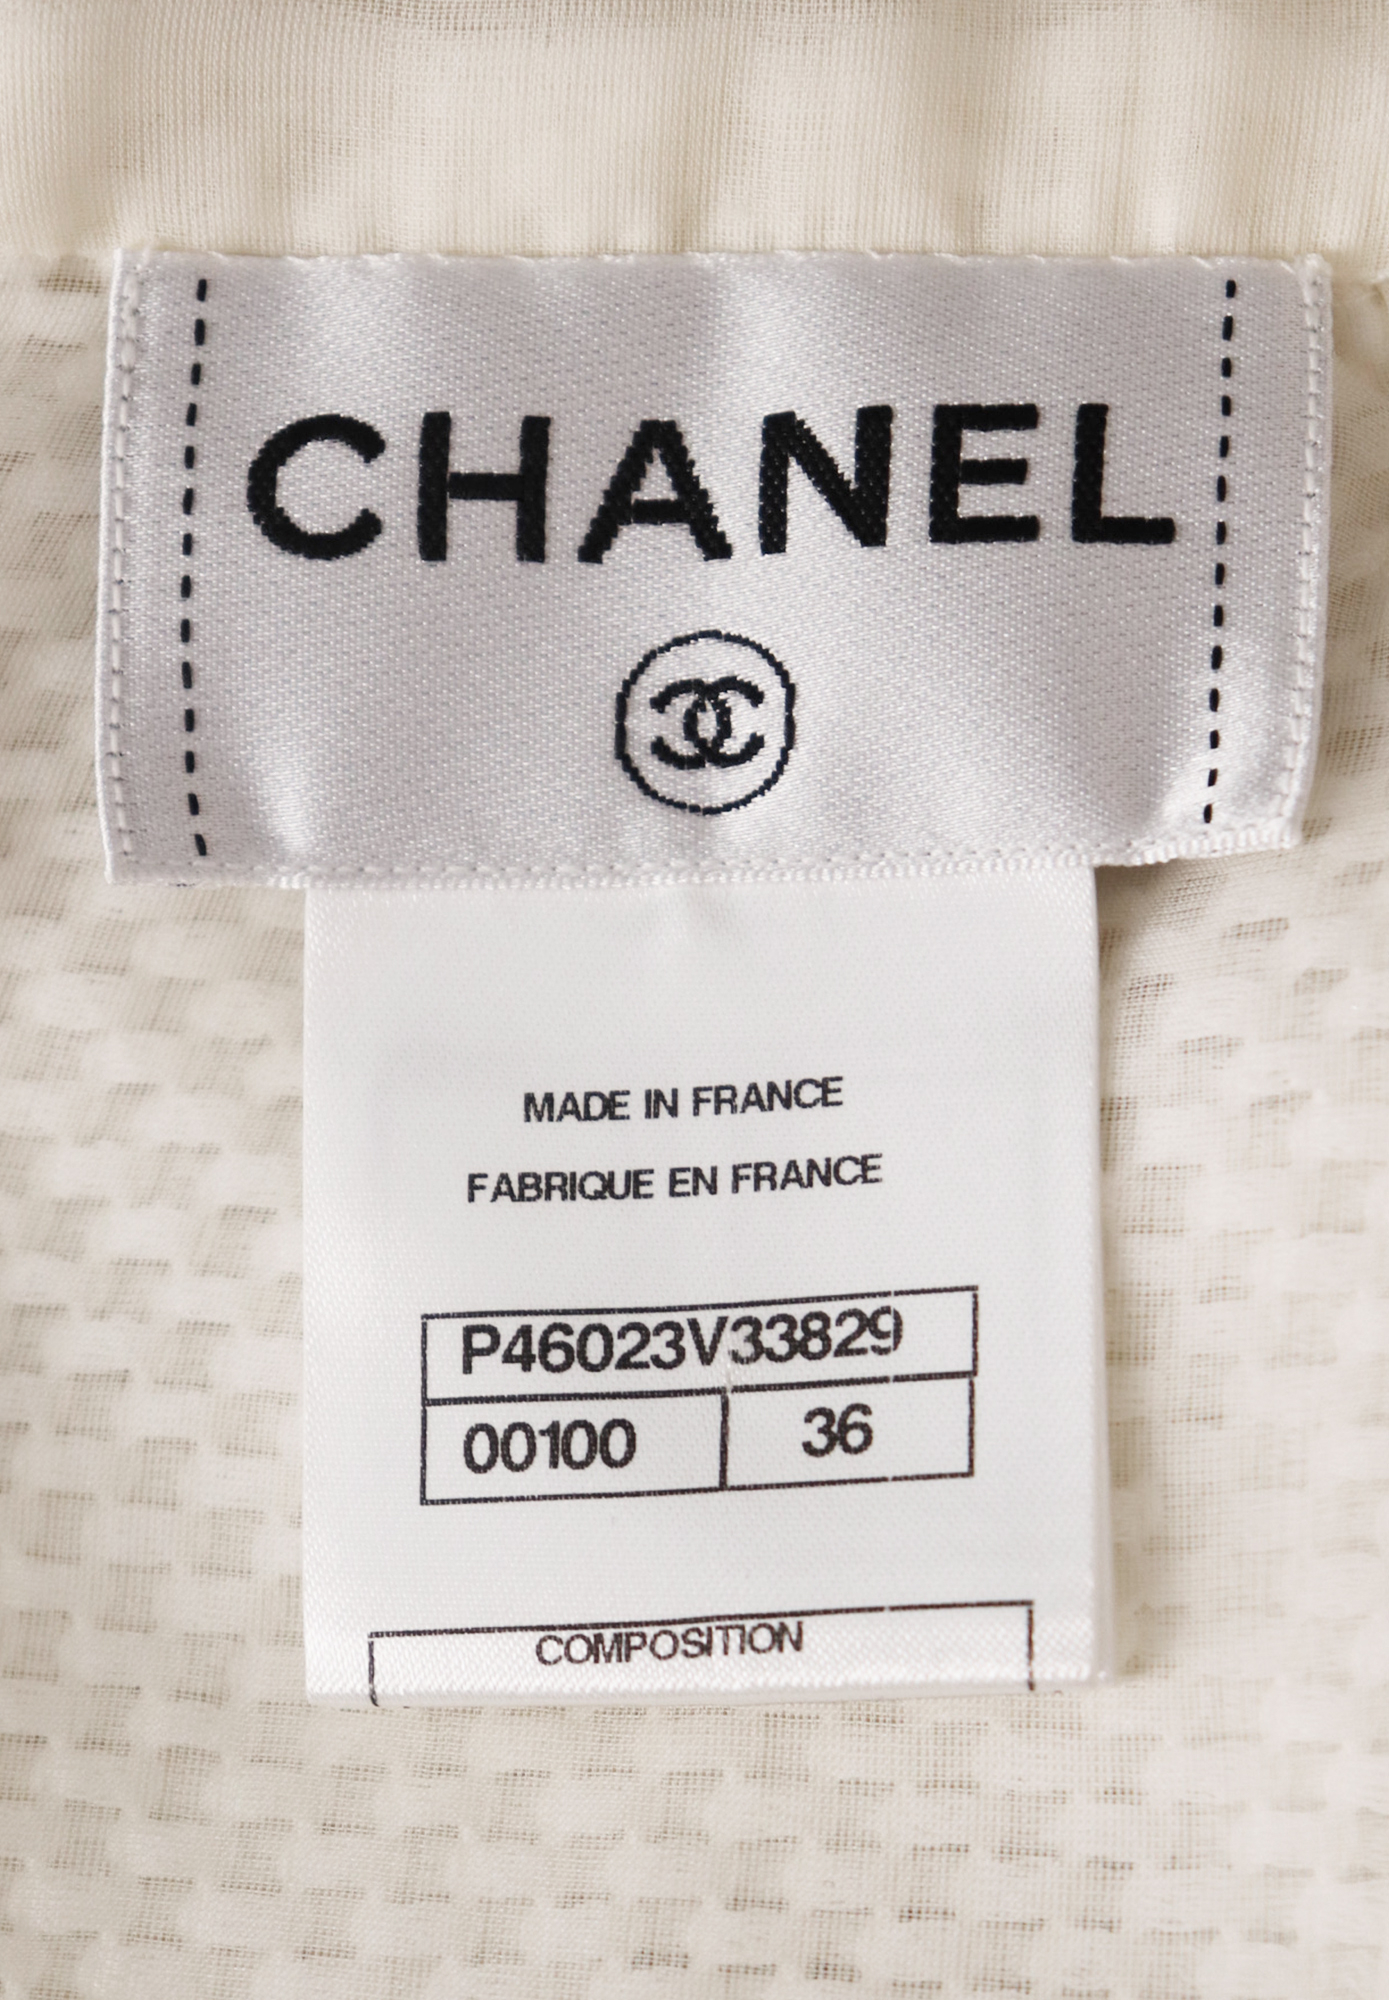 CHANEL
MADE IN FRANCE
FABRIQUE EN FRANCE
P46023V33829
00100 36
COMPOSITION